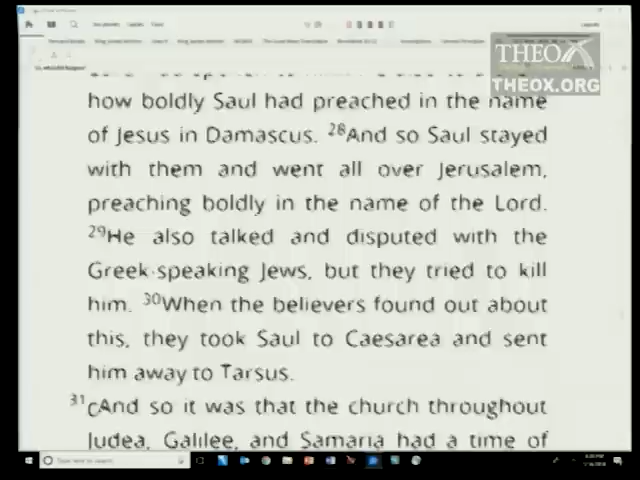 THEOX
THEOX.ORG
how boldly Saul had preached in the name
of Jesus in Damascus. 28And so Saul stayed
with them and went all over Jerusalem,
preaching boldly in the name of the Lord.
29He also talked and disputed with the
Greek-speaking Jews, but they tried to kill
him. 30When the believers found out about
this, they took Saul to Caesarea and sent
him away to Tarsus.
31cAnd so it was that the church throughout
Judea, Galilee, and Samaria had a time of
Type here to search